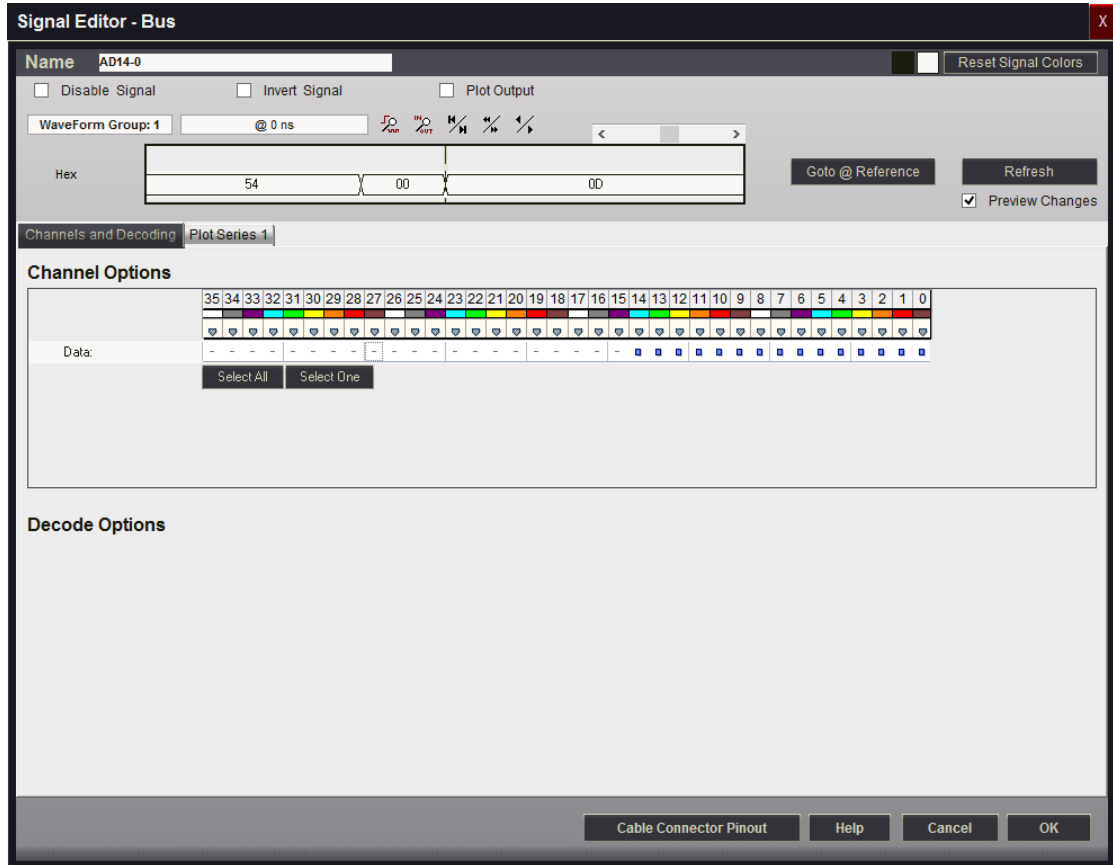 Signal Editor - Bus X
Name AD14-0 Reset Signal Colors
Disable Signal Invert Signal Plot Output
WaveForm Group: 1 @ 0 ns IN OUT < >
Hex 54 00 0D Goto @ Reference Refresh
Preview Changes
Channels and Decoding Plot Series 1
Channel Options
35 34 33 32 31 30 29 28 27 26 25 24 23 22 21 20 19 18 17 16 15 14 13 12 11 10 9 8 7 6 5 4 3 2 1 0
Data: - - - - - - - - - - - - - - - - - - - - -
Select All Select One
Decode Options
Cable Connector Pinout Help Cancel OK